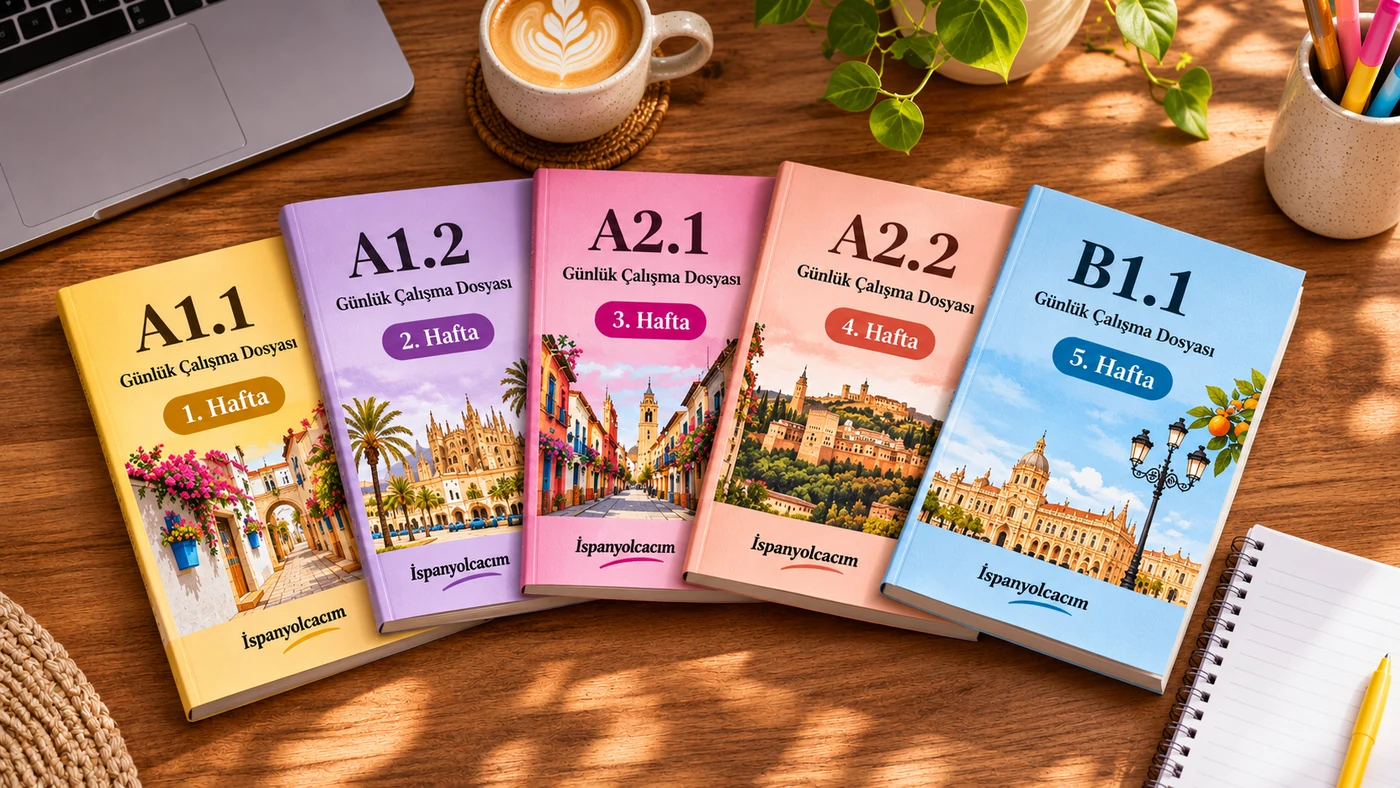 A1.1
Günlük Çalışma Dosyası
1. Hafta
İspanyolcacım
A1.2
Günlük Çalışma Dosyası
2. Hafta
İspanyolcacım
A2.1
Günlük Çalışma Dosyası
3. Hafta
İspanyolcacım
A2.2
Günlük Çalışma Dosyası
4. Hafta
İspanyolcacım
B1.1
Günlük Çalışma Dosyası
5. Hafta
İspanyolcacım